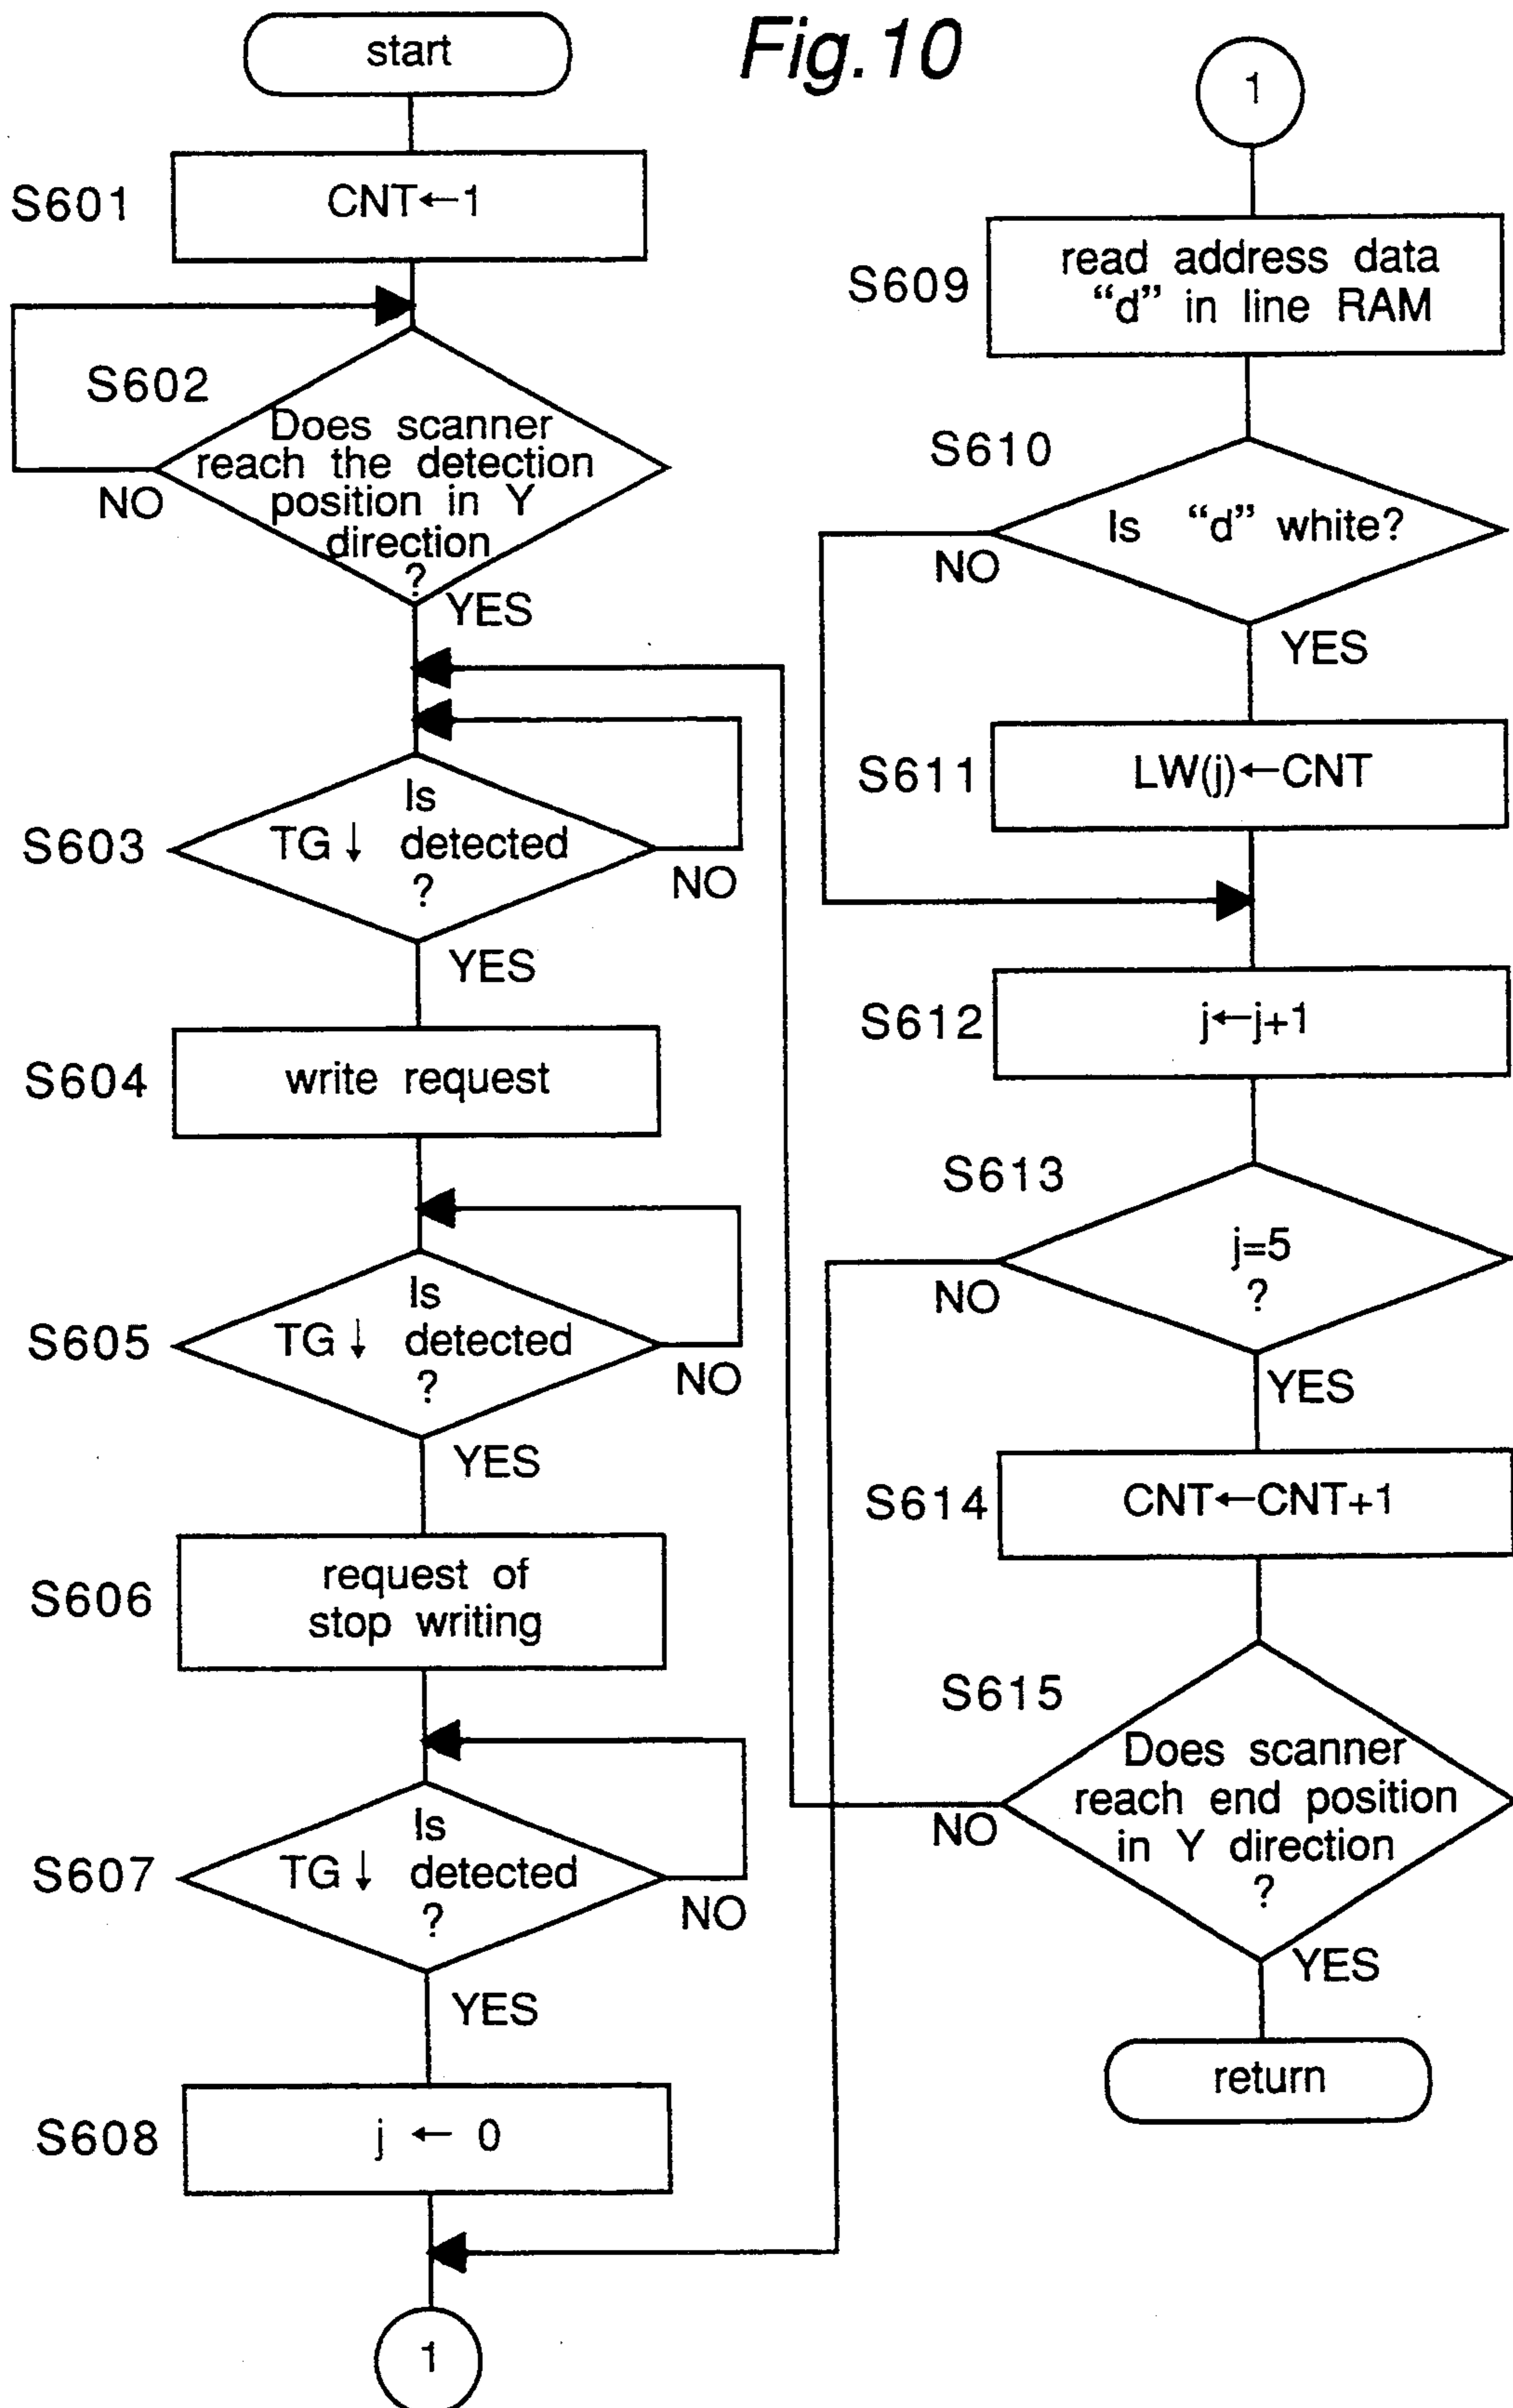 Fig.10
start
S601
CNT←1
S602
Does scanner
reach the detection
position in Y
direction
?
NO
YES
S603
Is
TG↓ detected
?
NO
YES
S604
write request
S605
Is
TG↓ detected
?
NO
YES
S606
request of
stop writing
S607
Is
TG↓ detected
?
NO
YES
S608
j ← 0
1
1
S609
read address data
“d” in line RAM
S610
Is “d” white?
NO
YES
S611
LW(j)←CNT
S612
j←j+1
S613
j=5
?
NO
YES
S614
CNT←CNT+1
S615
Does scanner
reach end position
in Y direction
?
NO
YES
return